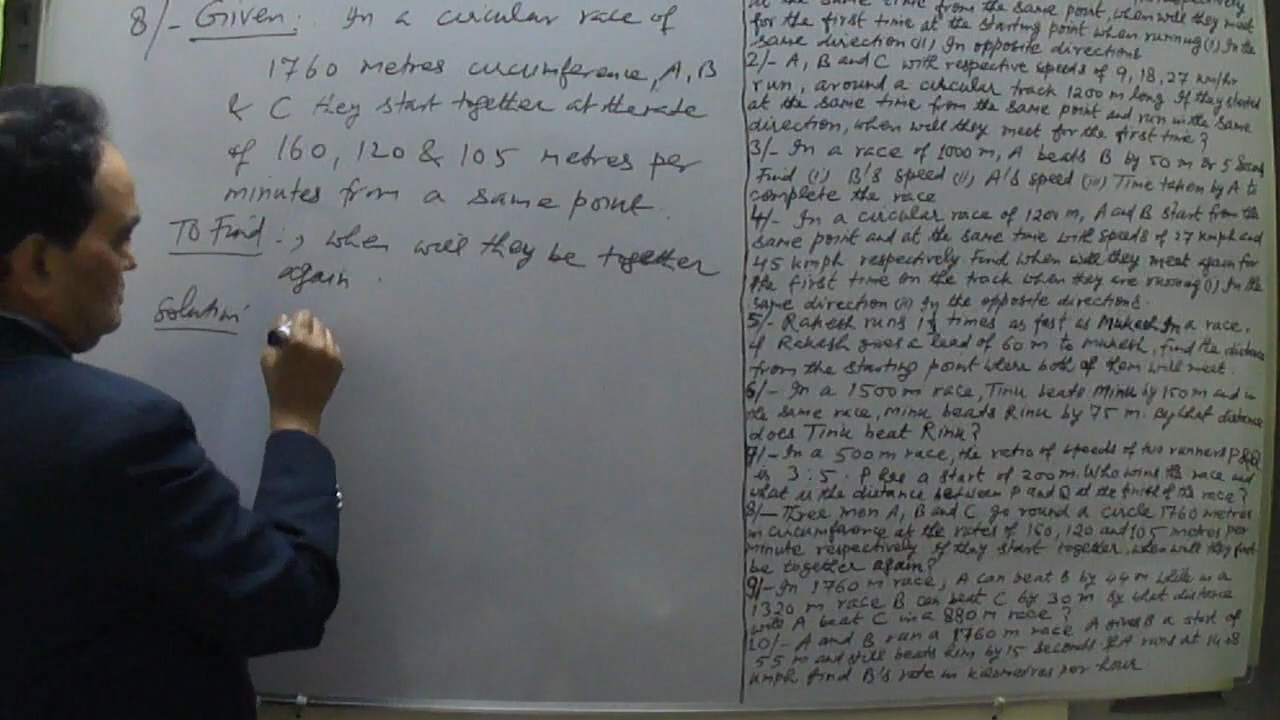 8/- Given: In a circular race of
1760 metres circumference, A, B
& C they start together at the rate
of 160, 120 & 105 metres per
minutes from a same point.
To Find :, when will they be together
again.
Solution:
at the same time from the same point, when will they meet
for the first time at the starting point when running (i) In the
same direction (ii) In opposite directions
2/- A, B and C with respective speeds of 9, 18, 27 km/hr
run, around a circular track 1200 m long. If they started
at the same time from the same point and run in the same
direction, when will they meet for the first time?
3/- In a race of 1000 m, A beats B by 50 m or 5 seconds
Find (i) B's speed (ii) A's speed (iii) Time taken by A to
complete the race
4/- In a circular race of 1200 m, A and B start from the
same point and at the same time with speeds of 27 kmph and
45 kmph respectively Find when will they meet again for
the first time on the track when they are running (i) In the
same direction (ii) In the opposite directions.
5/- Rakesh runs times as fast as Mukesh In a race,
if Rakesh gives a lead of 60 m to mukesh, find the distance
from the starting point where both of them will meet.
6/- In a 1500 m race, Tinu beats Minu by 150 m and in
the same race, Minu beats Rinu by 75 m. By what distance
does Tinu beat Rinu?
7/- In a 500 m race, the ratio of speeds of two runners P & Q
is 3:5. P has a start of 200 m. Who wins the race and
what is the distance between P and Q at the finish of the race?
8/- Three men A, B and C go round a circle 1760 metres
in circumference at the rates of 160, 120 and 105 metres per
minute respectively If they start together, when will they first
be together again?
9/- In 1760 m race, A can beat B by 44 m while in a
1320 m race B can beat C by 30 m By what distance
will A beat C in a 880 m race?
10/- A and B run a 1760 m race A gives B a start of
55 m and still beats him by 15 seconds If A runs at
kmph find B's rate in kilometres per hour